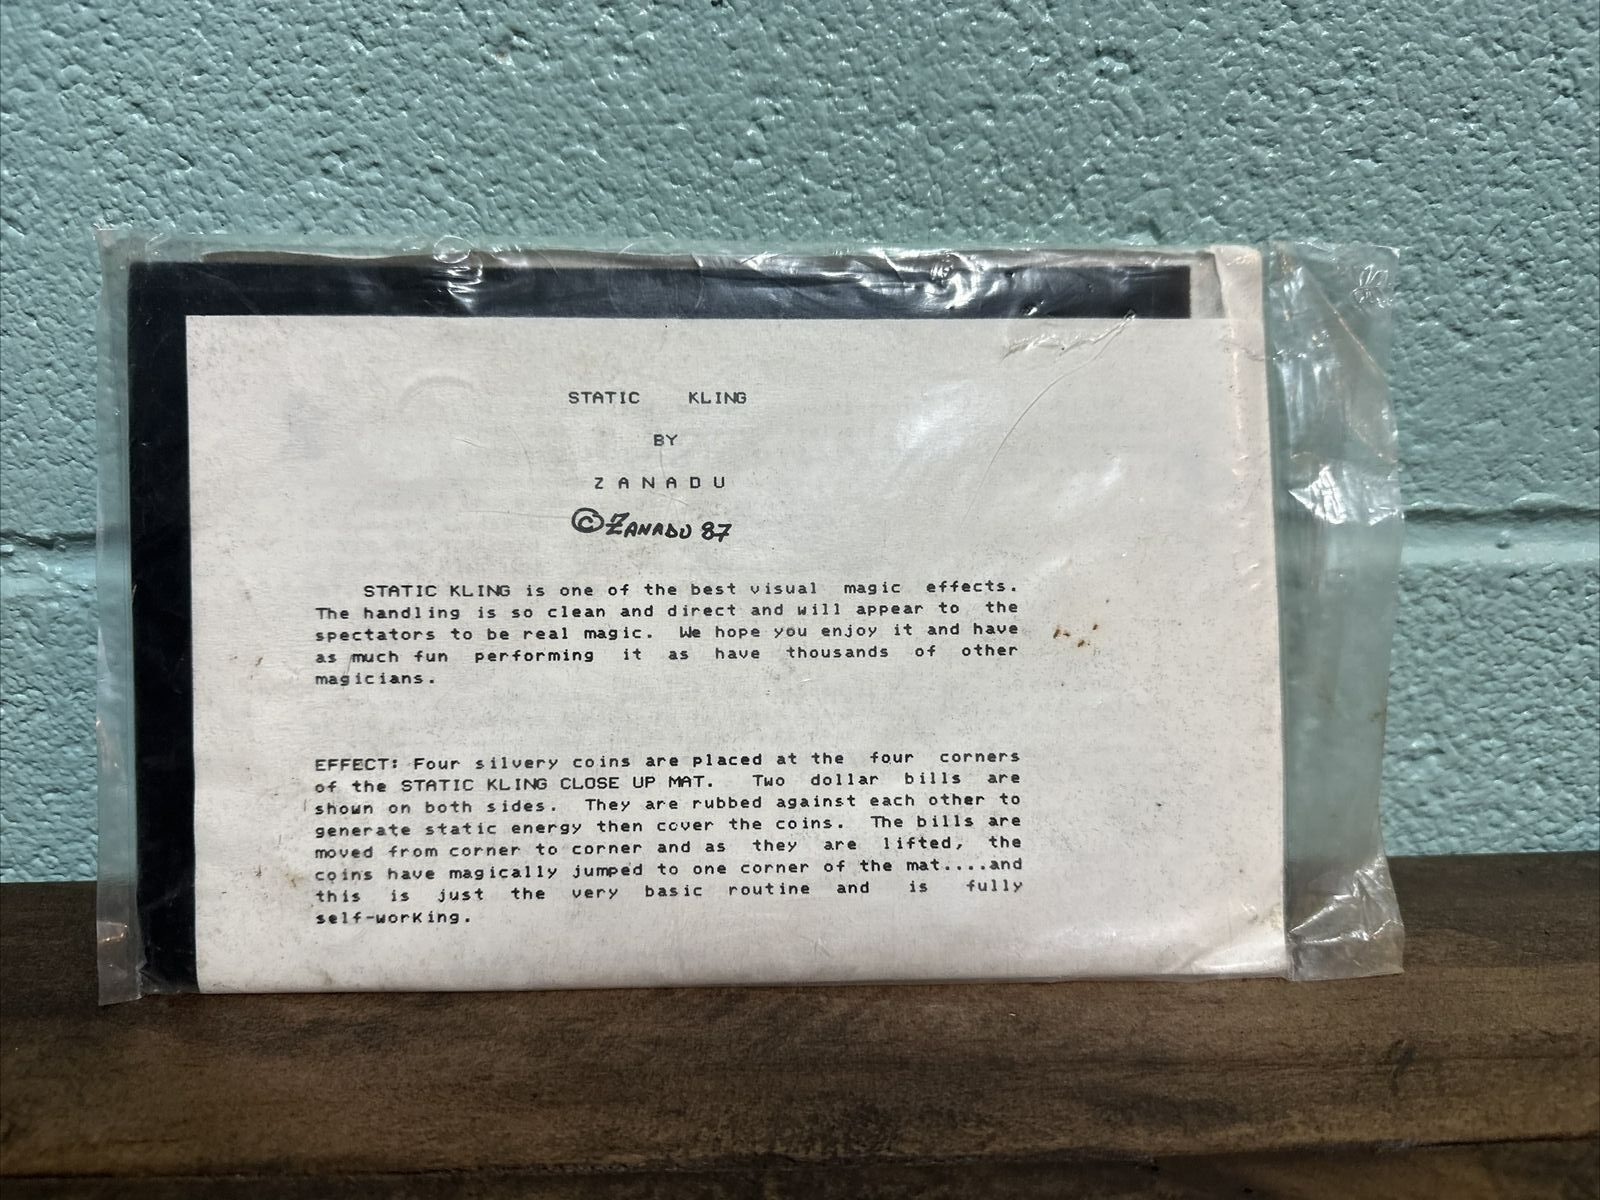 STATIC KLING
BY
ZANADU
© ZANADU 87
STATIC KLING is one of the best visual magic effects.
The handling is so clean and direct and will appear to the
spectators to be real magic. We hope you enjoy it and have
as much fun performing it as have thousands of other
magicians.
EFFECT: Four silvery coins are placed at the four corners
of the STATIC KLING CLOSE UP MAT. Two dollar bills are
shown on both sides. They are rubbed against each other to
generate static energy then cover the coins. The bills are
moved from corner to corner and as they are lifted, the
coins have magically jumped to one corner of the mat....and
this is just the very basic routine and is fully
self-working.